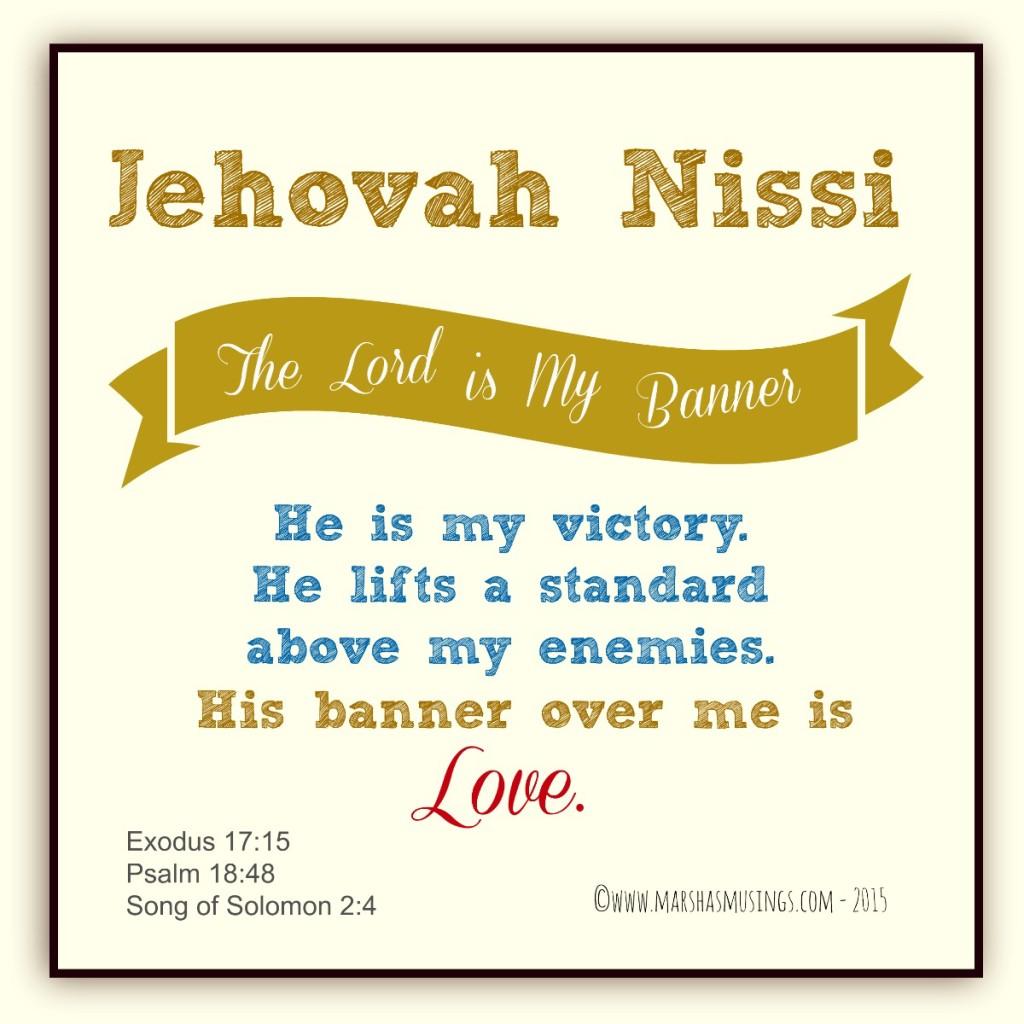 Jehovah Nissi
The Lord is My Banner
He is my victory.
He lifts a standard
above my enemies.
His banner over me is
Love.
Exodus 17:15
Psalm 18:48
Song of Solomon 2:4
©www.marshasmusings.com - 2015